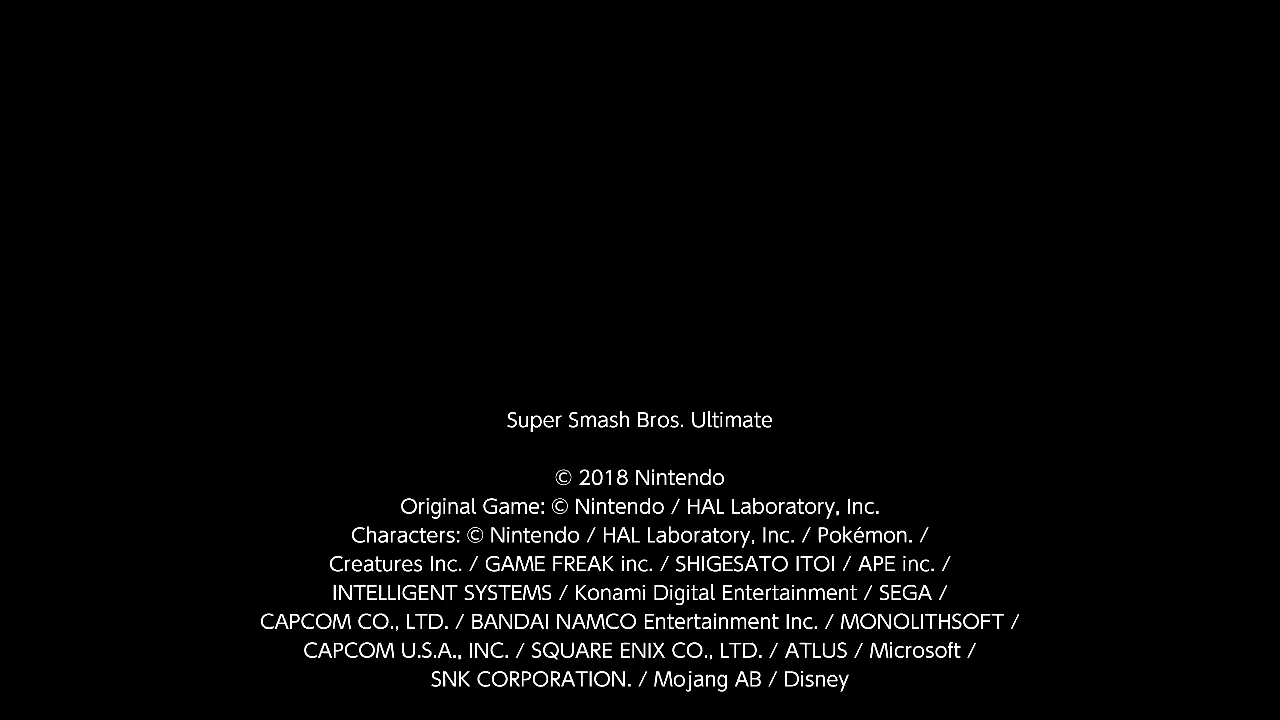 Super Smash Bros. Ultimate
© 2018 Nintendo
Original Game: © Nintendo / HAL Laboratory, Inc.
Characters: © Nintendo / HAL Laboratory, Inc. / Pokémon. /
Creatures Inc. / GAME FREAK inc. / SHIGESATO ITOI / APE inc. /
INTELLIGENT SYSTEMS / Konami Digital Entertainment / SEGA /
CAPCOM CO., LTD. / BANDAI NAMCO Entertainment Inc. / MONOLITHSOFT /
CAPCOM U.S.A., INC. / SQUARE ENIX CO., LTD. / ATLUS / Microsoft /
SNK CORPORATION. / Mojang AB / Disney